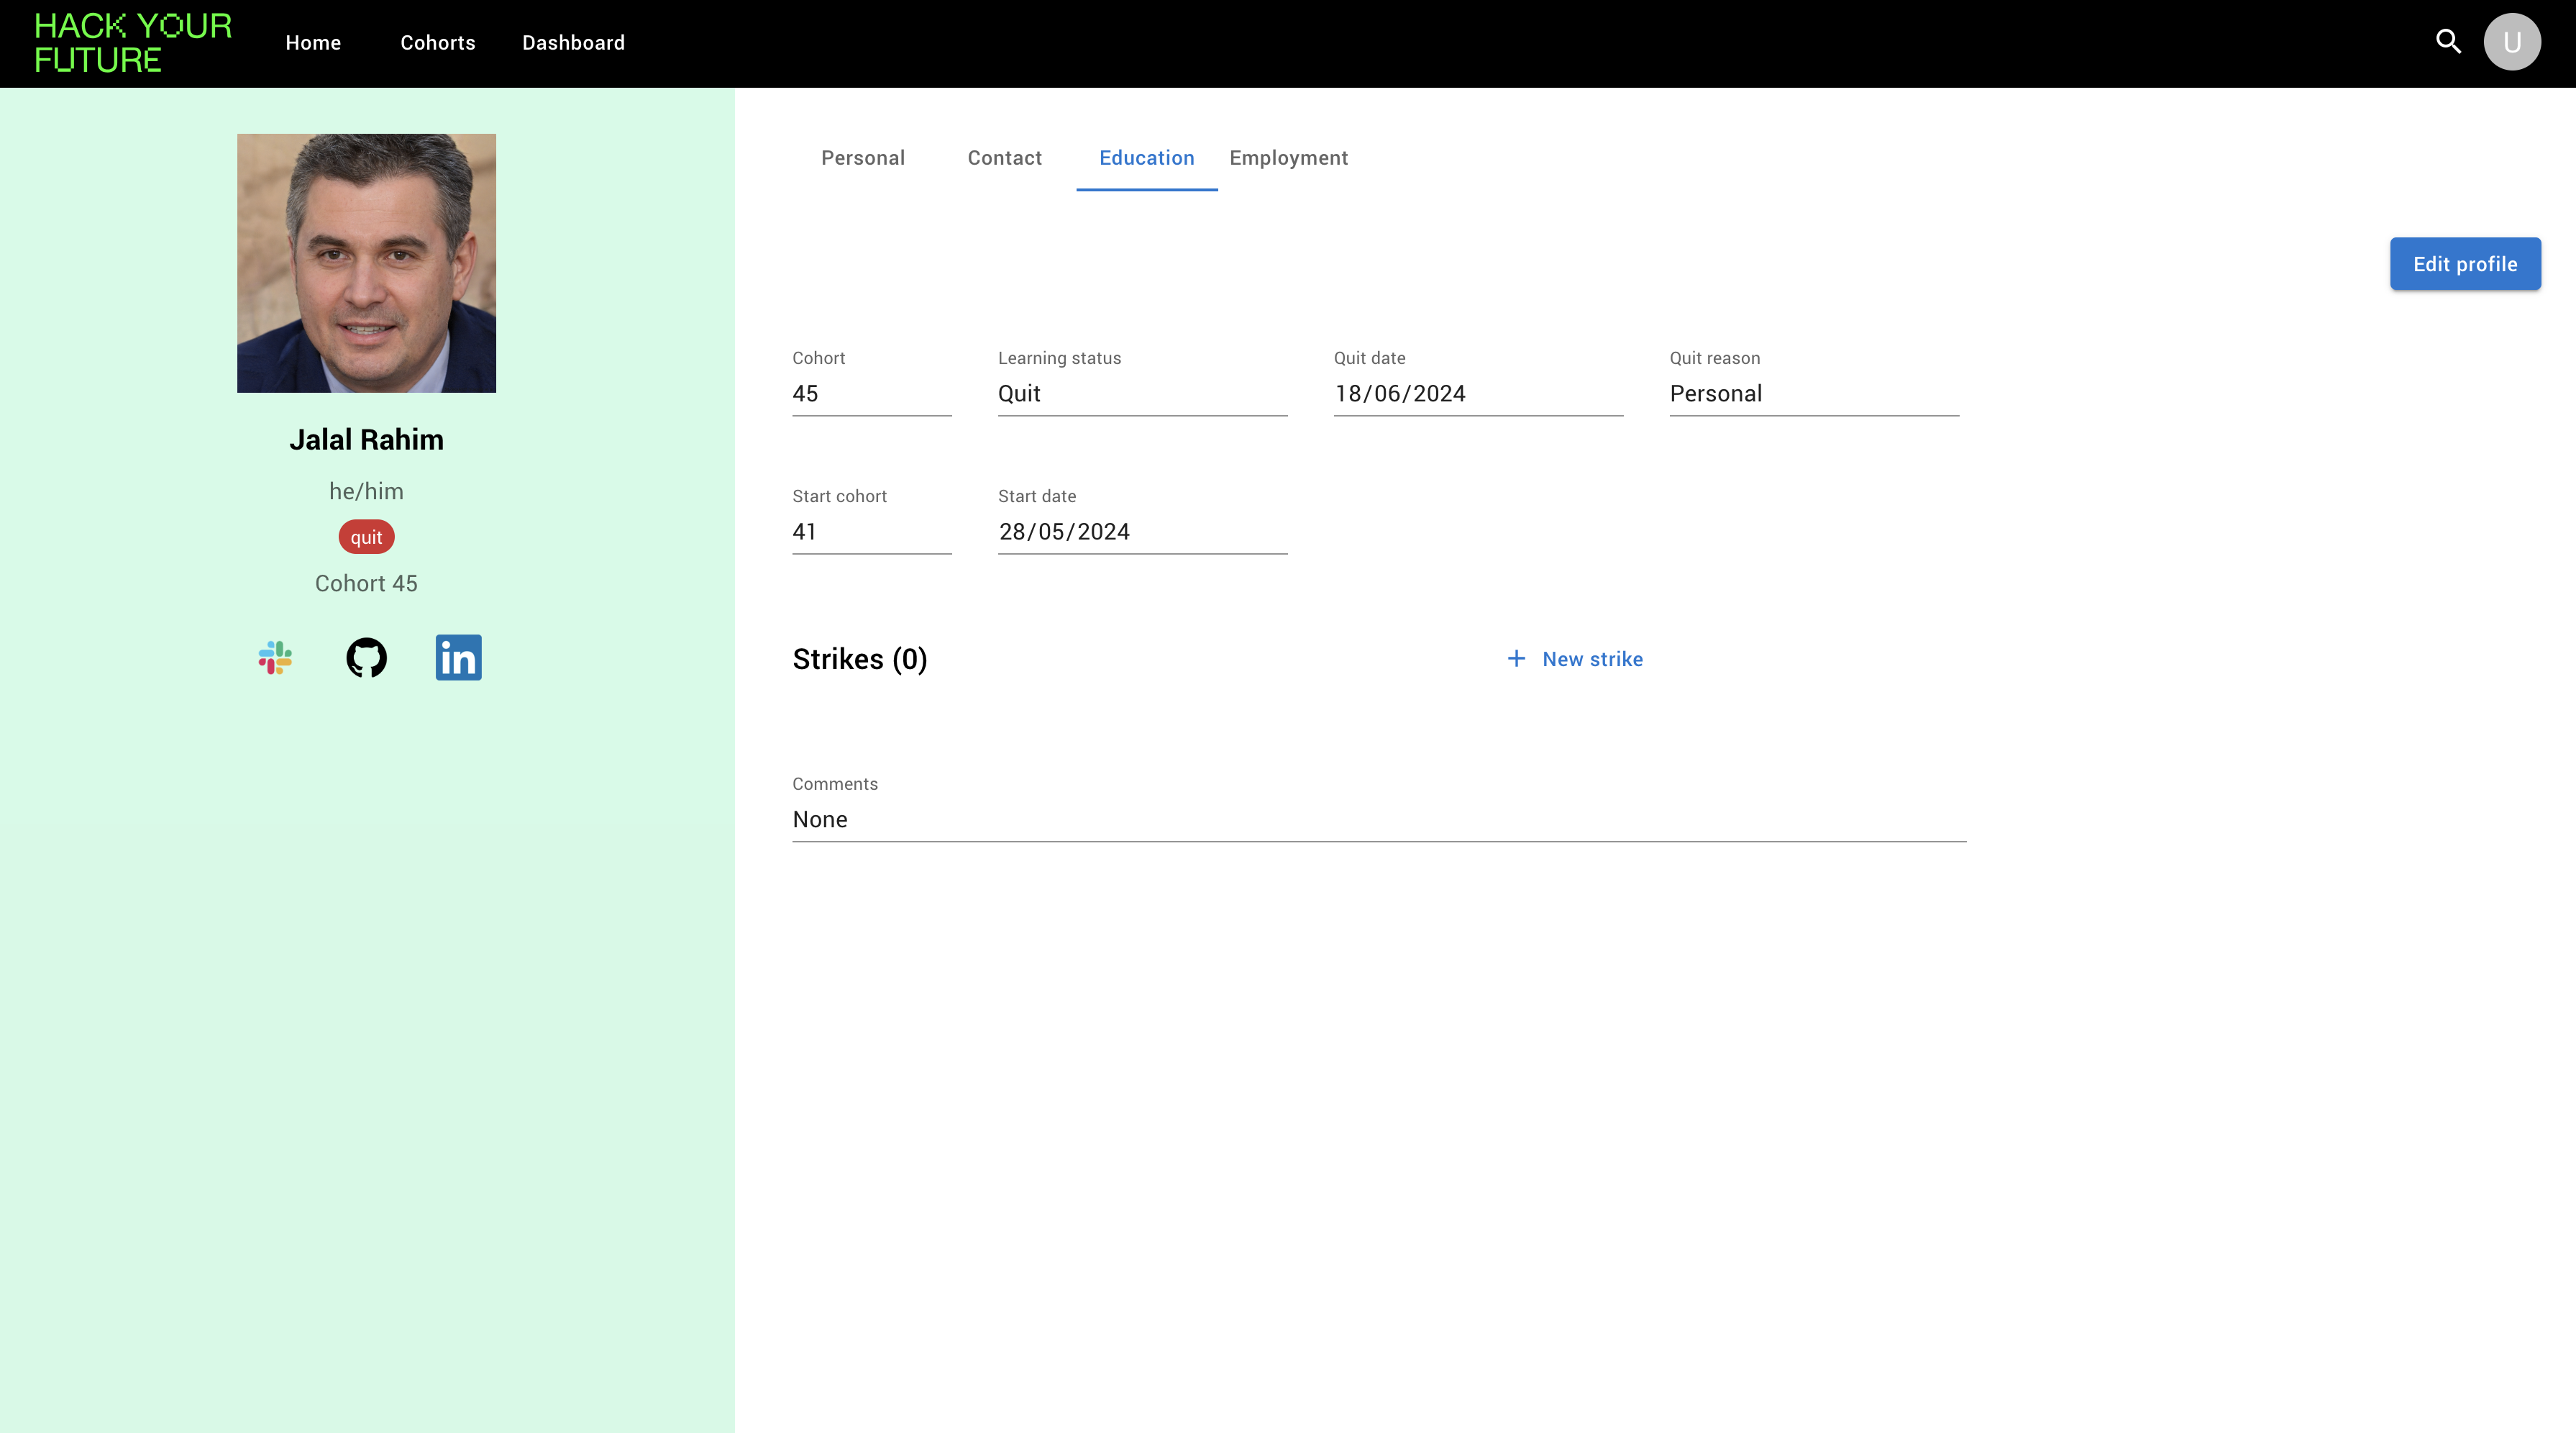 HACK YOUR
FUTURE
Home
Cohorts
Dashboard
U
Jalal Rahim
he/him
quit
Cohort 45
in
Personal
Contact
Education
Employment
Edit profile
Cohort
45
Learning status
Quit
Quit date
18/06/2024
Quit reason
Personal
Start cohort
41
Start date
28/05/2024
Strikes (0)
+ New strike
Comments
None